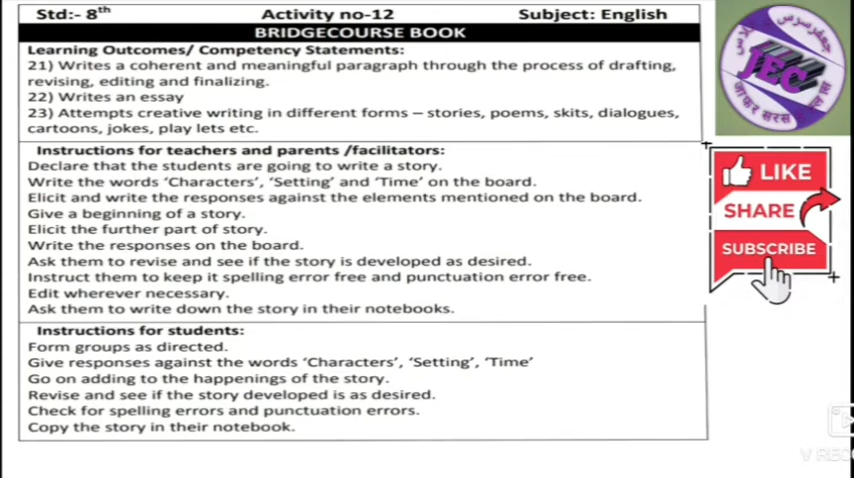 Std:- 8th Activity no-12 Subject: English
BRIDGECOURSE BOOK
Learning Outcomes/ Competency Statements:
21) Writes a coherent and meaningful paragraph through the process of drafting,
revising, editing and finalizing.
22) Writes an essay
23) Attempts creative writing in different forms – stories, poems, skits, dialogues,
cartoons, jokes, play lets etc.
Instructions for teachers and parents /facilitators:
Declare that the students are going to write a story.
Write the words ‘Characters’, ‘Setting’ and ‘Time’ on the board.
Elicit and write the responses against the elements mentioned on the board.
Give a beginning of a story.
Elicit the further part of story.
Write the responses on the board.
Ask them to revise and see if the story is developed as desired.
Instruct them to keep it spelling error free and punctuation error free.
Edit wherever necessary.
Ask them to write down the story in their notebooks.
Instructions for students:
Form groups as directed.
Give responses against the words ‘Characters’, ‘Setting’, ‘Time’
Go on adding to the happenings of the story.
Revise and see if the story developed is as desired.
Check for spelling errors and punctuation errors.
Copy the story in their notebook.
جعفر سرس کلاس
JEC
जाफर सरस क्लास
LIKE
SHARE
SUBSCRIBE
V REC